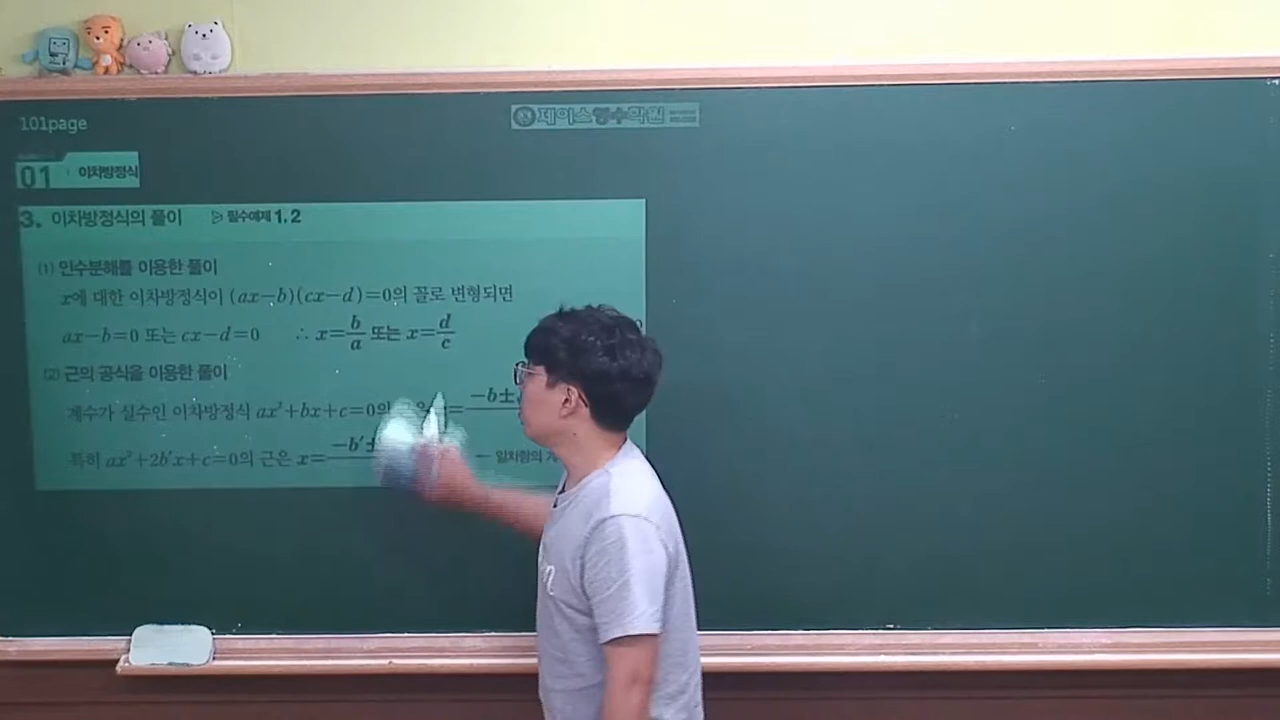 101page
제이스영수학원
01 이차방정식
3. 이차방정식의 풀이 필수예제 1, 2
(1) 인수분해를 이용한 풀이
x에 대한 이차방정식이 (ax-b)(cx-d)=0의 꼴로 변형되면
ax-b=0 또는 cx-d=0 ∴ x=b/a 또는 x=d/c
(2) 근의 공식을 이용한 풀이
계수가 실수인 이차방정식 ax²+bx+c=0의 = -b±
특히 ax²+2b′x+c=0의 근은 x= -b′± ← 일차항의